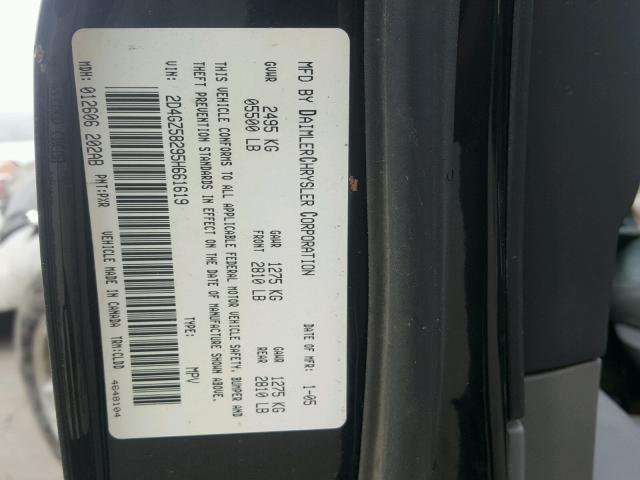 MFD BY DAIMLERCHRYSLER CORPORATION DATE OF MFR: 1-05
GVWR 2495 KG GAWR 1275 KG GAWR 1275 KG
05500 LB FRONT 2810 LB REAR 2810 LB
THIS VEHICLE CONFORMS TO ALL APPLICABLE FEDERAL MOTOR VEHICLE SAFETY, BUMPER AND
THEFT PREVENTION STANDARDS IN EFFECT ON THE DATE OF MANUFACTURE SHOWN ABOVE.
VIN: 2D4GZ58295H661619 TYPE: MPV
MDH: 012606 202AB PNT:PXR VEHICLE MADE IN CANADA TRM:CLDD 4648104